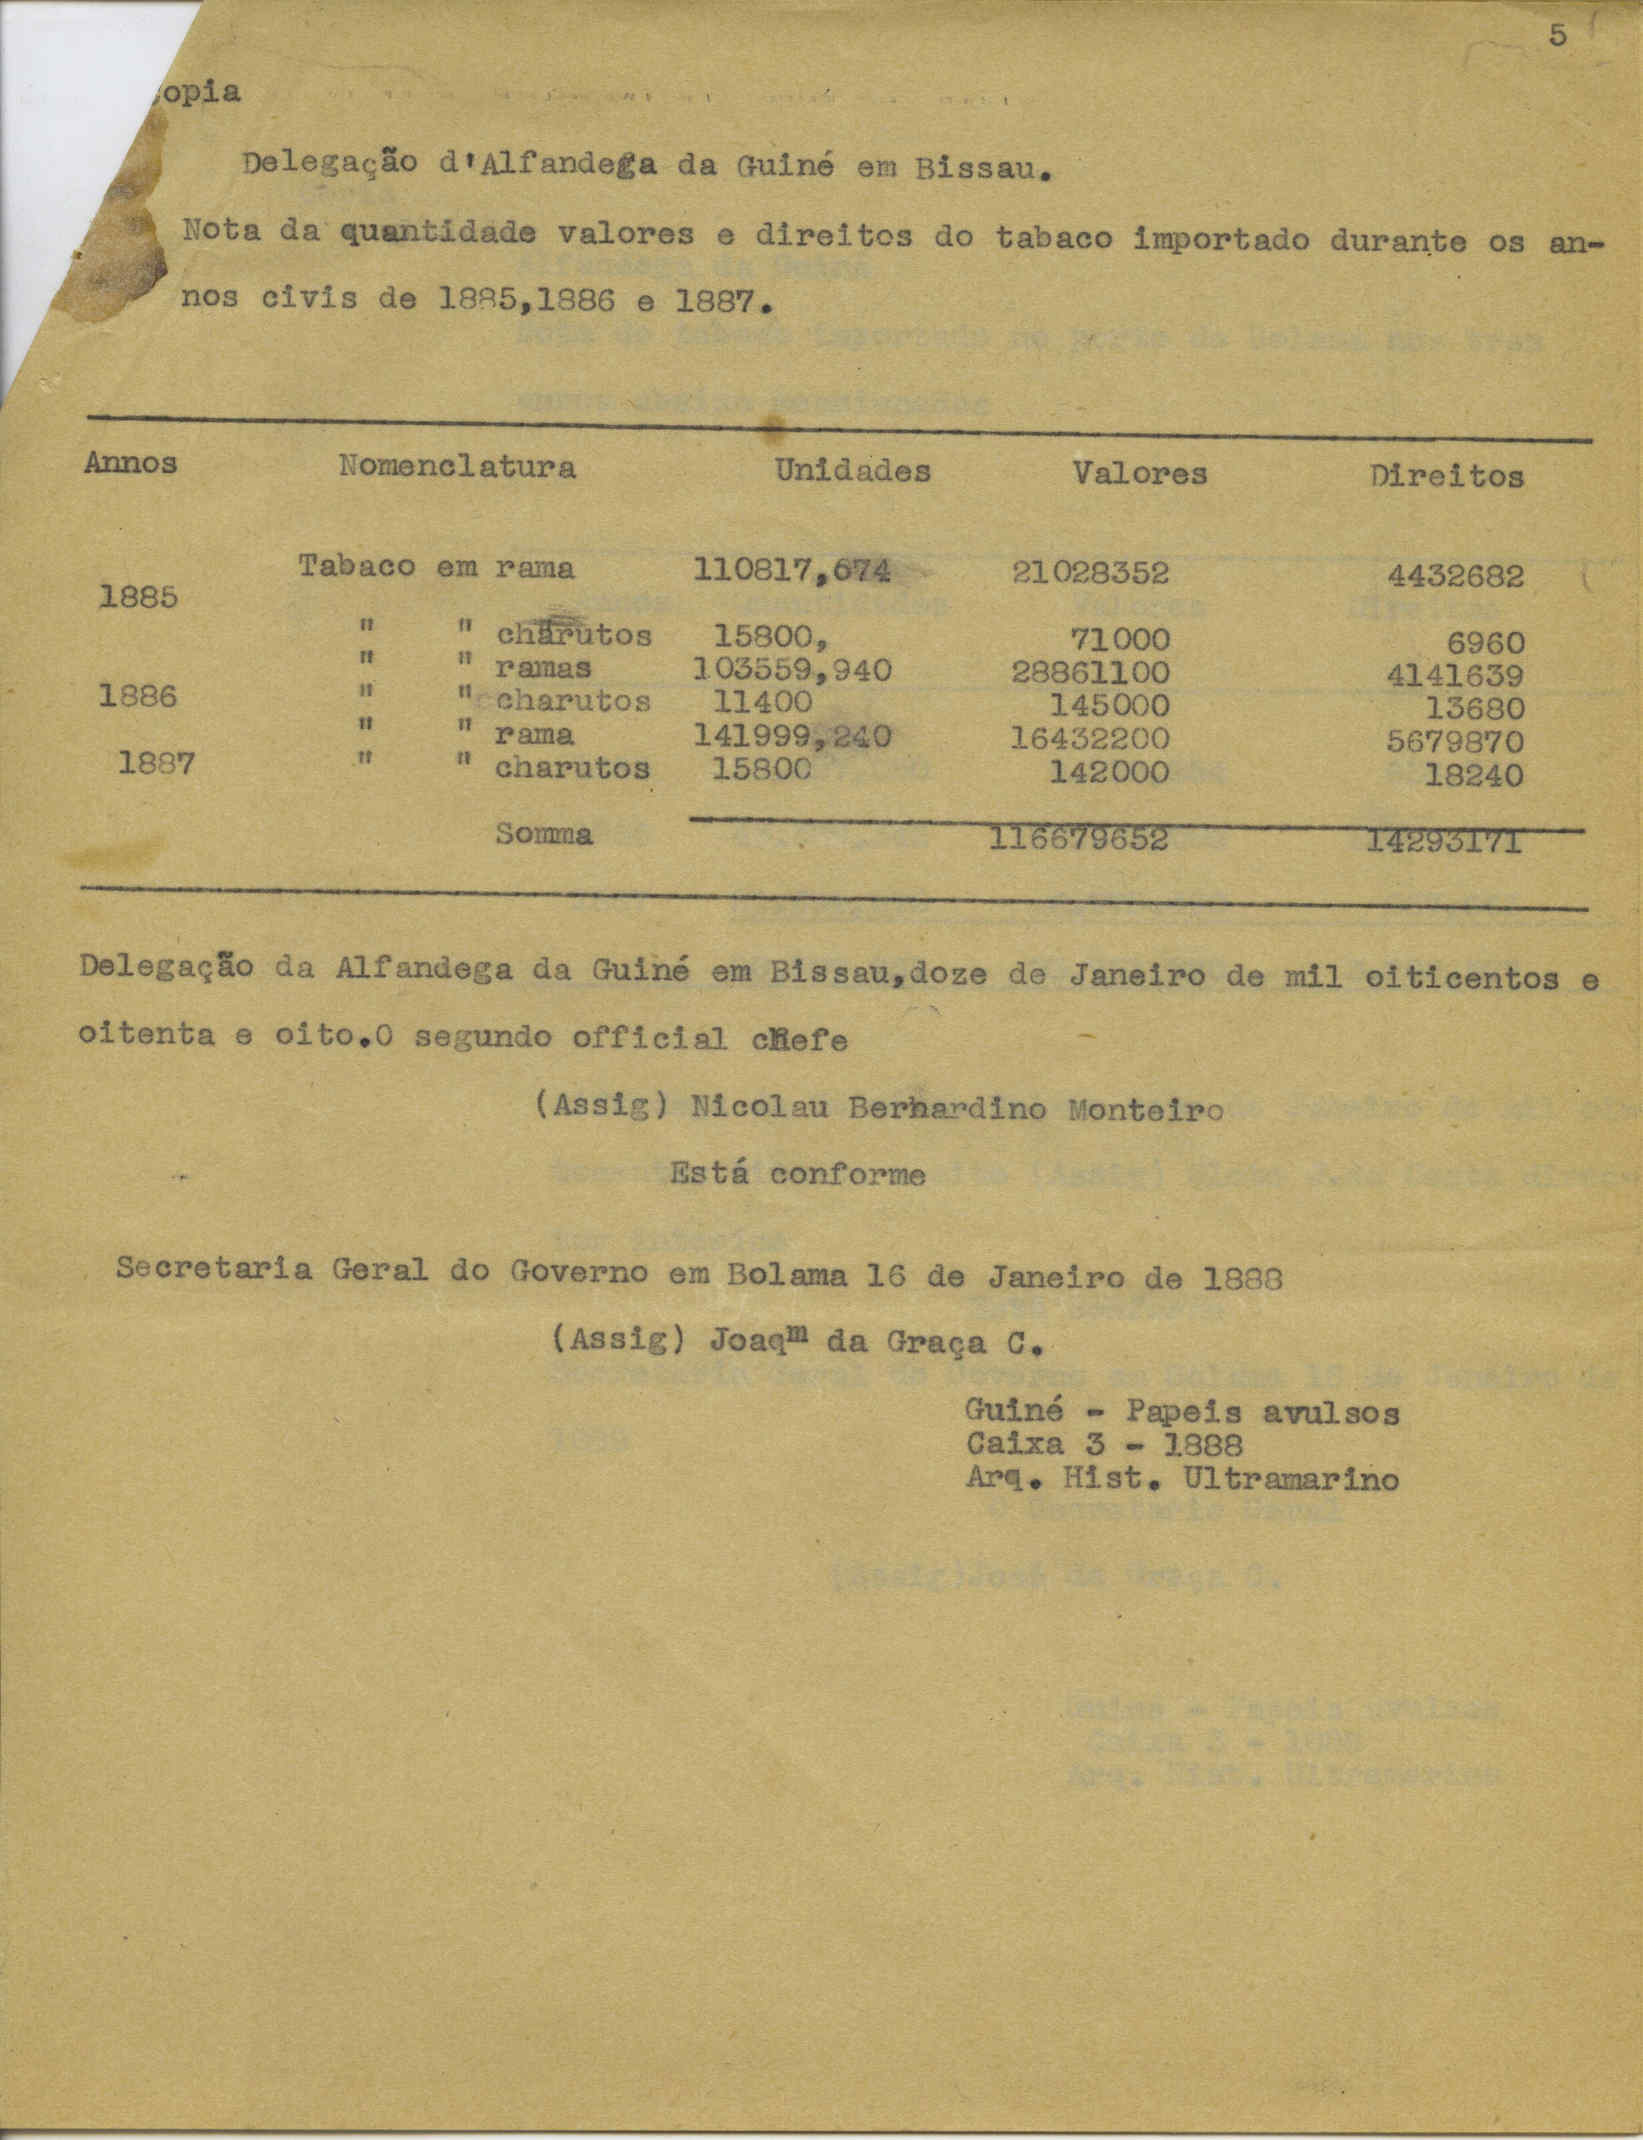 5
copia
Delegação d'Alfandega da Guiné em Bissau.
Nota da quantidade valores e direitos do tabaco importado durante os an-
nos civis de 1885,1886 e 1887.
Annos Nomenclatura Unidades Valores Direitos
Tabaco em rama 110817,674 21028352 4432682
1885
" " charutos 15800, 71000 6960
" " ramas 103559,940 28861100 4141639
1886 " " charutos 11400 145000 13680
" " rama 141999,240 16432200 5679870
1887 " " charutos 15800 142000 18240
Somma 116679652 14293171
Delegação da Alfandega da Guiné em Bissau,doze de Janeiro de mil oiticentos e
oitenta e oito.O segundo official chefe
(Assig) Nicolau Bernardino Monteiro
Está conforme
Secretaria Geral do Governo em Bolama 16 de Janeiro de 1888
(Assig) Joaqᵐ da Graça C.
Guiné - Papeis avulsos
Caixa 3 - 1888
Arq. Hist. Ultramarino